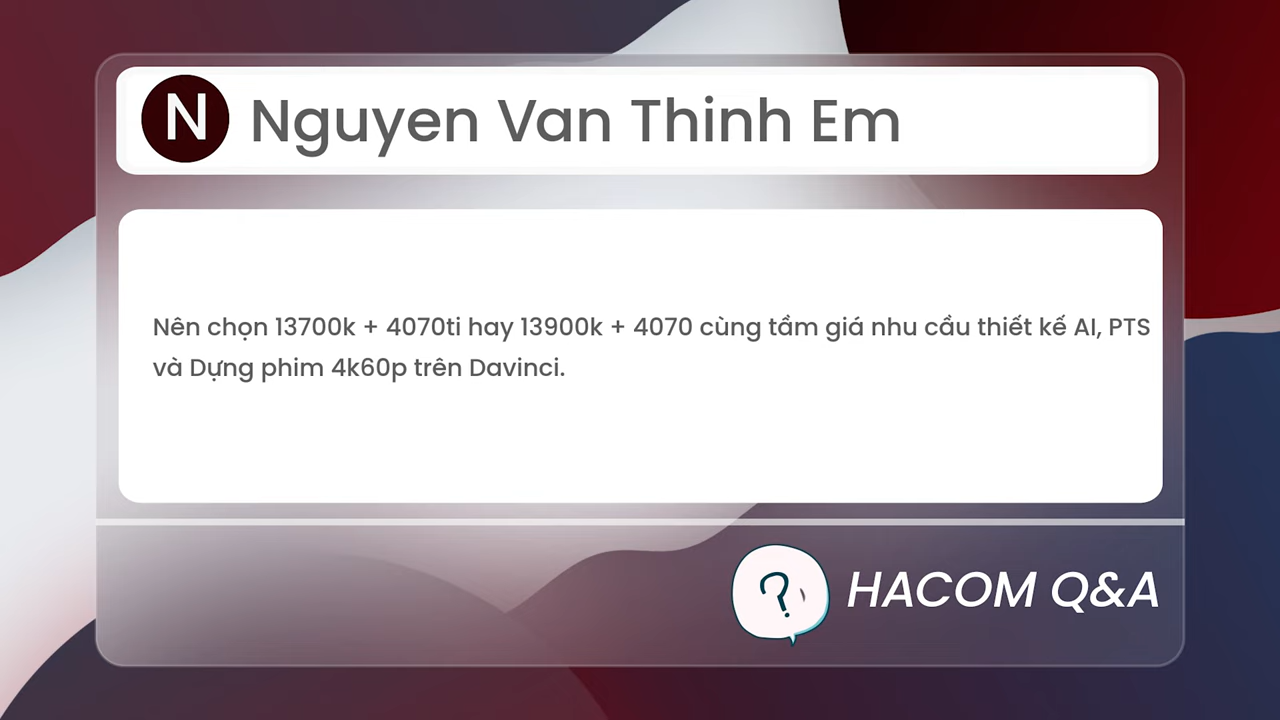 N
Nguyen Van Thinh Em
Nên chọn 13700k + 4070ti hay 13900k + 4070 cùng tầm giá nhu cầu thiết kế AI, PTS
và Dựng phim 4k60p trên Davinci.
?
HACOM Q&A